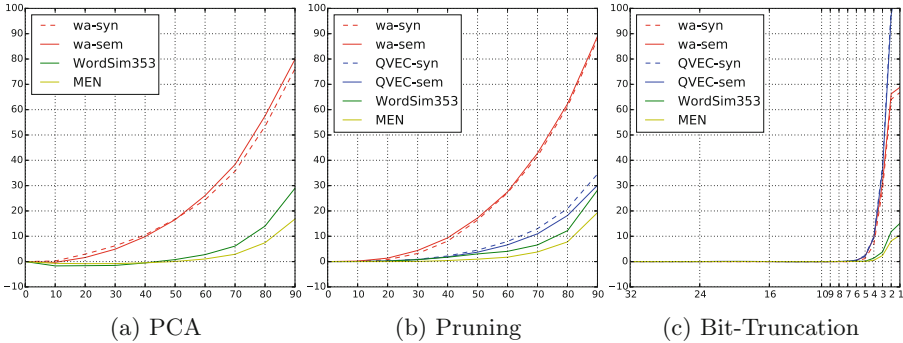 100
90
80
70
60
50
40
30
20
10
0
−10
wa-syn
wa-sem
WordSim353
MEN
0 10 20 30 40 50 60 70 80 90
(a) PCA
100
90
80
70
60
50
40
30
20
10
0
−10
wa-syn
wa-sem
QVEC-syn
QVEC-sem
WordSim353
MEN
0 10 20 30 40 50 60 70 80 90
(b) Pruning
100
90
80
70
60
50
40
30
20
10
0
−10
wa-syn
wa-sem
QVEC-syn
QVEC-sem
WordSim353
MEN
32 24 16 10 9 8 7 6 5 4 3 2 1
(c) Bit-Truncation